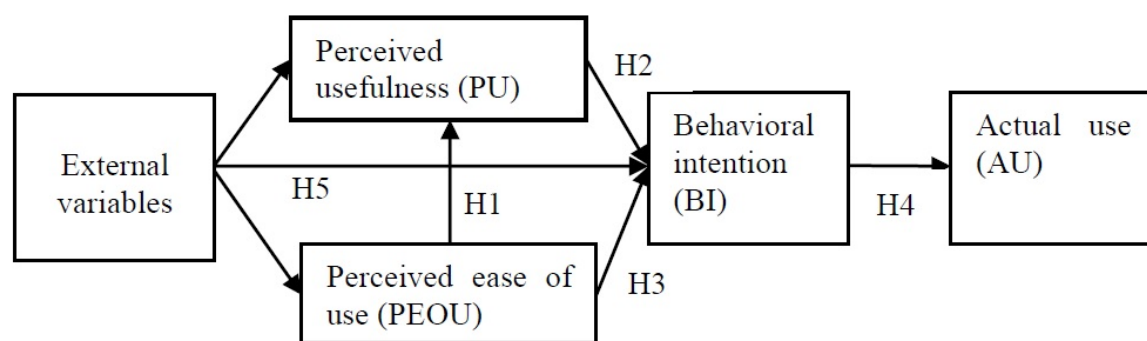 Perceived
usefulness (PU)
H2
External
variables
Behavioral
intention
(BI)
Actual use
(AU)
H5
H1
H4
Perceived ease of
use (PEOU)
H3